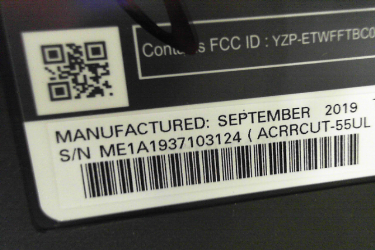 Contains FCC ID : YZP-ETWFFTBC0
MANUFACTURED: SEPTEMBER 2019
S/N ME1A1937103124 ( ACRRCUT-55UL